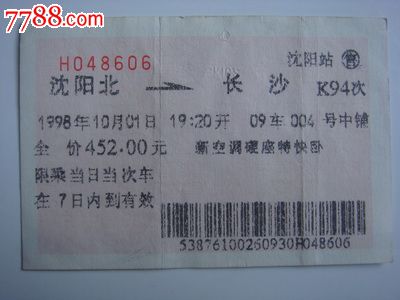 7788.com
H048606
沈阳站 售
沈阳北 长沙 K94次
1998年10月01日 19:20开 09车004号中铺
全价452.00元 新空调硬座特快卧
限乘当日当次车
在7日内到有效
53876100260930H048606